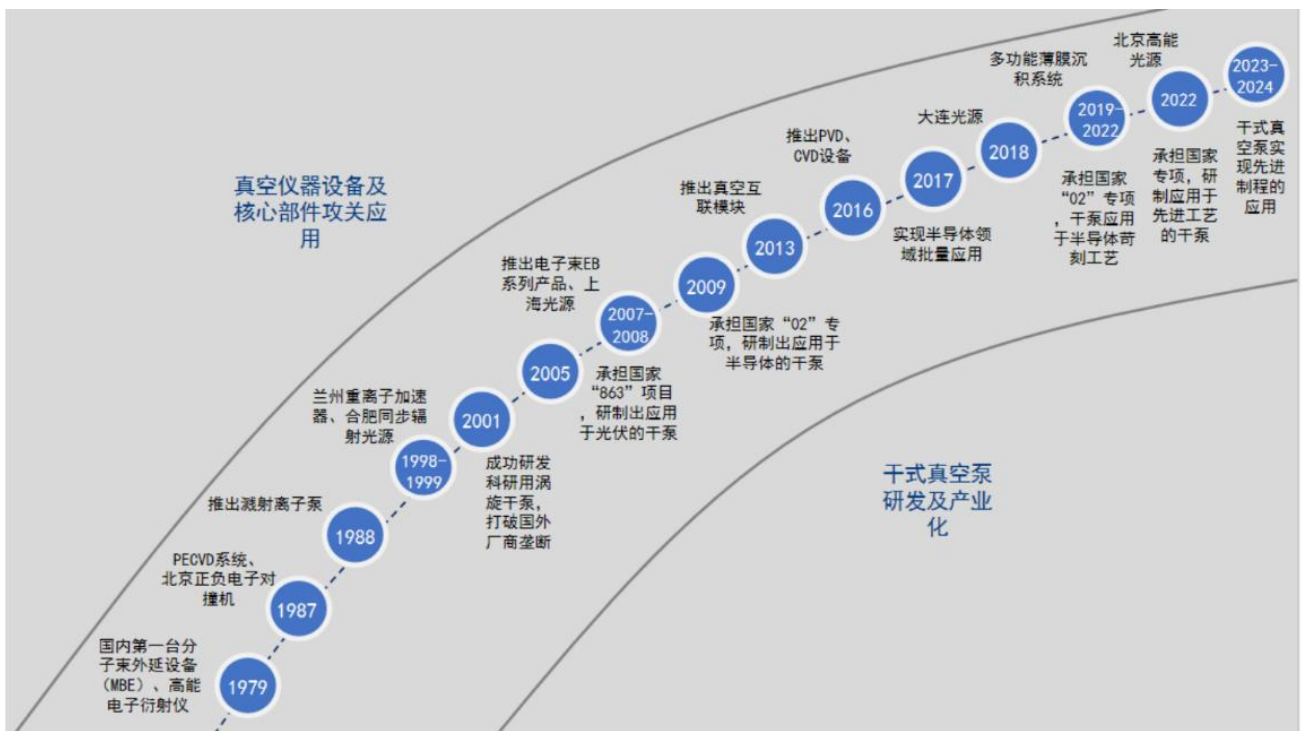 真空仪器设备及
核心部件攻关应
用
国内第一台分
子束外延设备
（MBE）、高能
电子衍射仪
1979
PECVD系统、
北京正负电子对
撞机
1987
推出溅射离子泵
1988
兰州重离子加速
器、合肥同步辐
射光源
1998-
1999
2001
成功研发
科研用涡
旋干泵，
打破国外
厂商垄断
2005
推出电子束EB
系列产品、上
海光源
2007-
2008
承担国家
“863”项目
，研制出应用
于光伏的干泵
2009
承担国家“02”专
项，研制出应用于
半导体的干泵
推出真空互
联模块
2013
推出PVD、
CVD设备
2016
2017
实现半导体领
域批量应用
大连光源
2018
多功能薄膜沉
积系统
2019-
2022
承担国家
“02”专项
，干泵应用
于半导体苛
刻工艺
北京高能
光源
2022
承担国家
专项，研
制应用于
先进工艺
的干泵
2023-
2024
干式真
空泵实
现先进
制程的
应用
干式真空泵
研发及产业
化